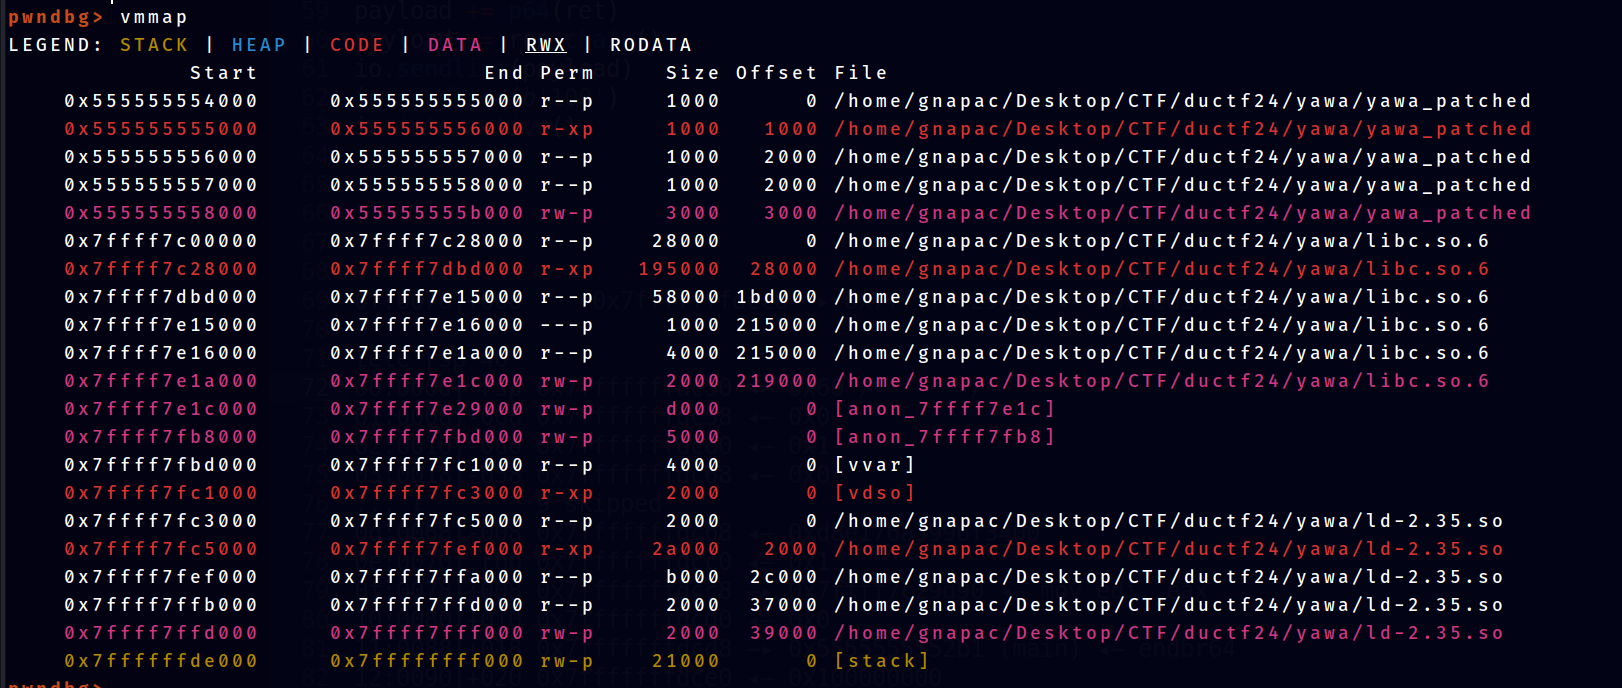 pwndbg> vmmap
LEGEND: STACK | HEAP | CODE | DATA | RWX | RODATA
Start End Perm Size Offset File
0x555555554000 0x555555555000 r--p 1000 0 /home/gnapac/Desktop/CTF/ductf24/yawa/yawa_patched
0x555555555000 0x555555556000 r-xp 1000 1000 /home/gnapac/Desktop/CTF/ductf24/yawa/yawa_patched
0x555555556000 0x555555557000 r--p 1000 2000 /home/gnapac/Desktop/CTF/ductf24/yawa/yawa_patched
0x555555557000 0x555555558000 r--p 1000 2000 /home/gnapac/Desktop/CTF/ductf24/yawa/yawa_patched
0x555555558000 0x55555555b000 rw-p 3000 3000 /home/gnapac/Desktop/CTF/ductf24/yawa/yawa_patched
0x7ffff7c00000 0x7ffff7c28000 r--p 28000 0 /home/gnapac/Desktop/CTF/ductf24/yawa/libc.so.6
0x7ffff7c28000 0x7ffff7dbd000 r-xp 195000 28000 /home/gnapac/Desktop/CTF/ductf24/yawa/libc.so.6
0x7ffff7dbd000 0x7ffff7e15000 r--p 58000 1bd000 /home/gnapac/Desktop/CTF/ductf24/yawa/libc.so.6
0x7ffff7e15000 0x7ffff7e16000 ---p 1000 215000 /home/gnapac/Desktop/CTF/ductf24/yawa/libc.so.6
0x7ffff7e16000 0x7ffff7e1a000 r--p 4000 215000 /home/gnapac/Desktop/CTF/ductf24/yawa/libc.so.6
0x7ffff7e1a000 0x7ffff7e1c000 rw-p 2000 219000 /home/gnapac/Desktop/CTF/ductf24/yawa/libc.so.6
0x7ffff7e1c000 0x7ffff7e29000 rw-p d000 0 [anon_7ffff7e1c]
0x7ffff7fb8000 0x7ffff7fbd000 rw-p 5000 0 [anon_7ffff7fb8]
0x7ffff7fbd000 0x7ffff7fc1000 r--p 4000 0 [vvar]
0x7ffff7fc1000 0x7ffff7fc3000 r-xp 2000 0 [vdso]
0x7ffff7fc3000 0x7ffff7fc5000 r--p 2000 0 /home/gnapac/Desktop/CTF/ductf24/yawa/ld-2.35.so
0x7ffff7fc5000 0x7ffff7fef000 r-xp 2a000 2000 /home/gnapac/Desktop/CTF/ductf24/yawa/ld-2.35.so
0x7ffff7fef000 0x7ffff7ffa000 r--p b000 2c000 /home/gnapac/Desktop/CTF/ductf24/yawa/ld-2.35.so
0x7ffff7ffb000 0x7ffff7ffd000 r--p 2000 37000 /home/gnapac/Desktop/CTF/ductf24/yawa/ld-2.35.so
0x7ffff7ffd000 0x7ffff7fff000 rw-p 2000 39000 /home/gnapac/Desktop/CTF/ductf24/yawa/ld-2.35.so
0x7ffffffde000 0x7ffffffff000 rw-p 21000 0 [stack]
pwndbg>